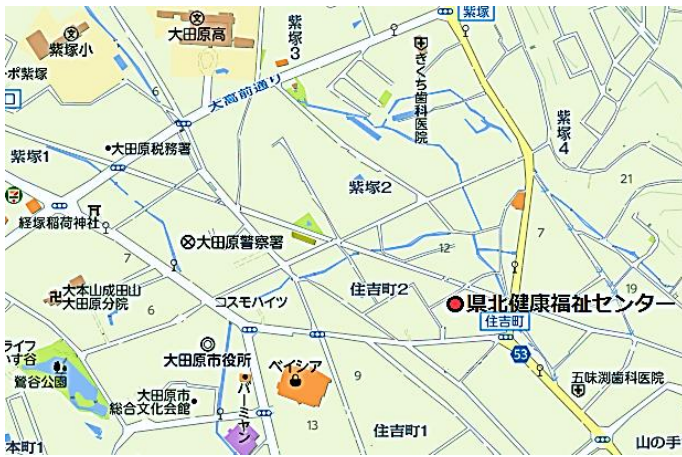 紫塚
大田原高
紫塚小
紫塚3
ポ紫塚
きくち歯科医院
6
大高前通り
紫塚4
紫塚1
大田原税務署
紫塚2
21
経塚稲荷神社
7
大田原警察署
12
7
大本山成田山
大田原分院
6
コスモハイツ
住吉町2
県北健康福祉センター
19
住吉町
ライフ
いす谷
鶯谷公園
大田原市役所
ベイシア
53
五味渕歯科医院
大田原市
総合文化会館
バーミヤン
9
13
住吉町1
本町1
山の手